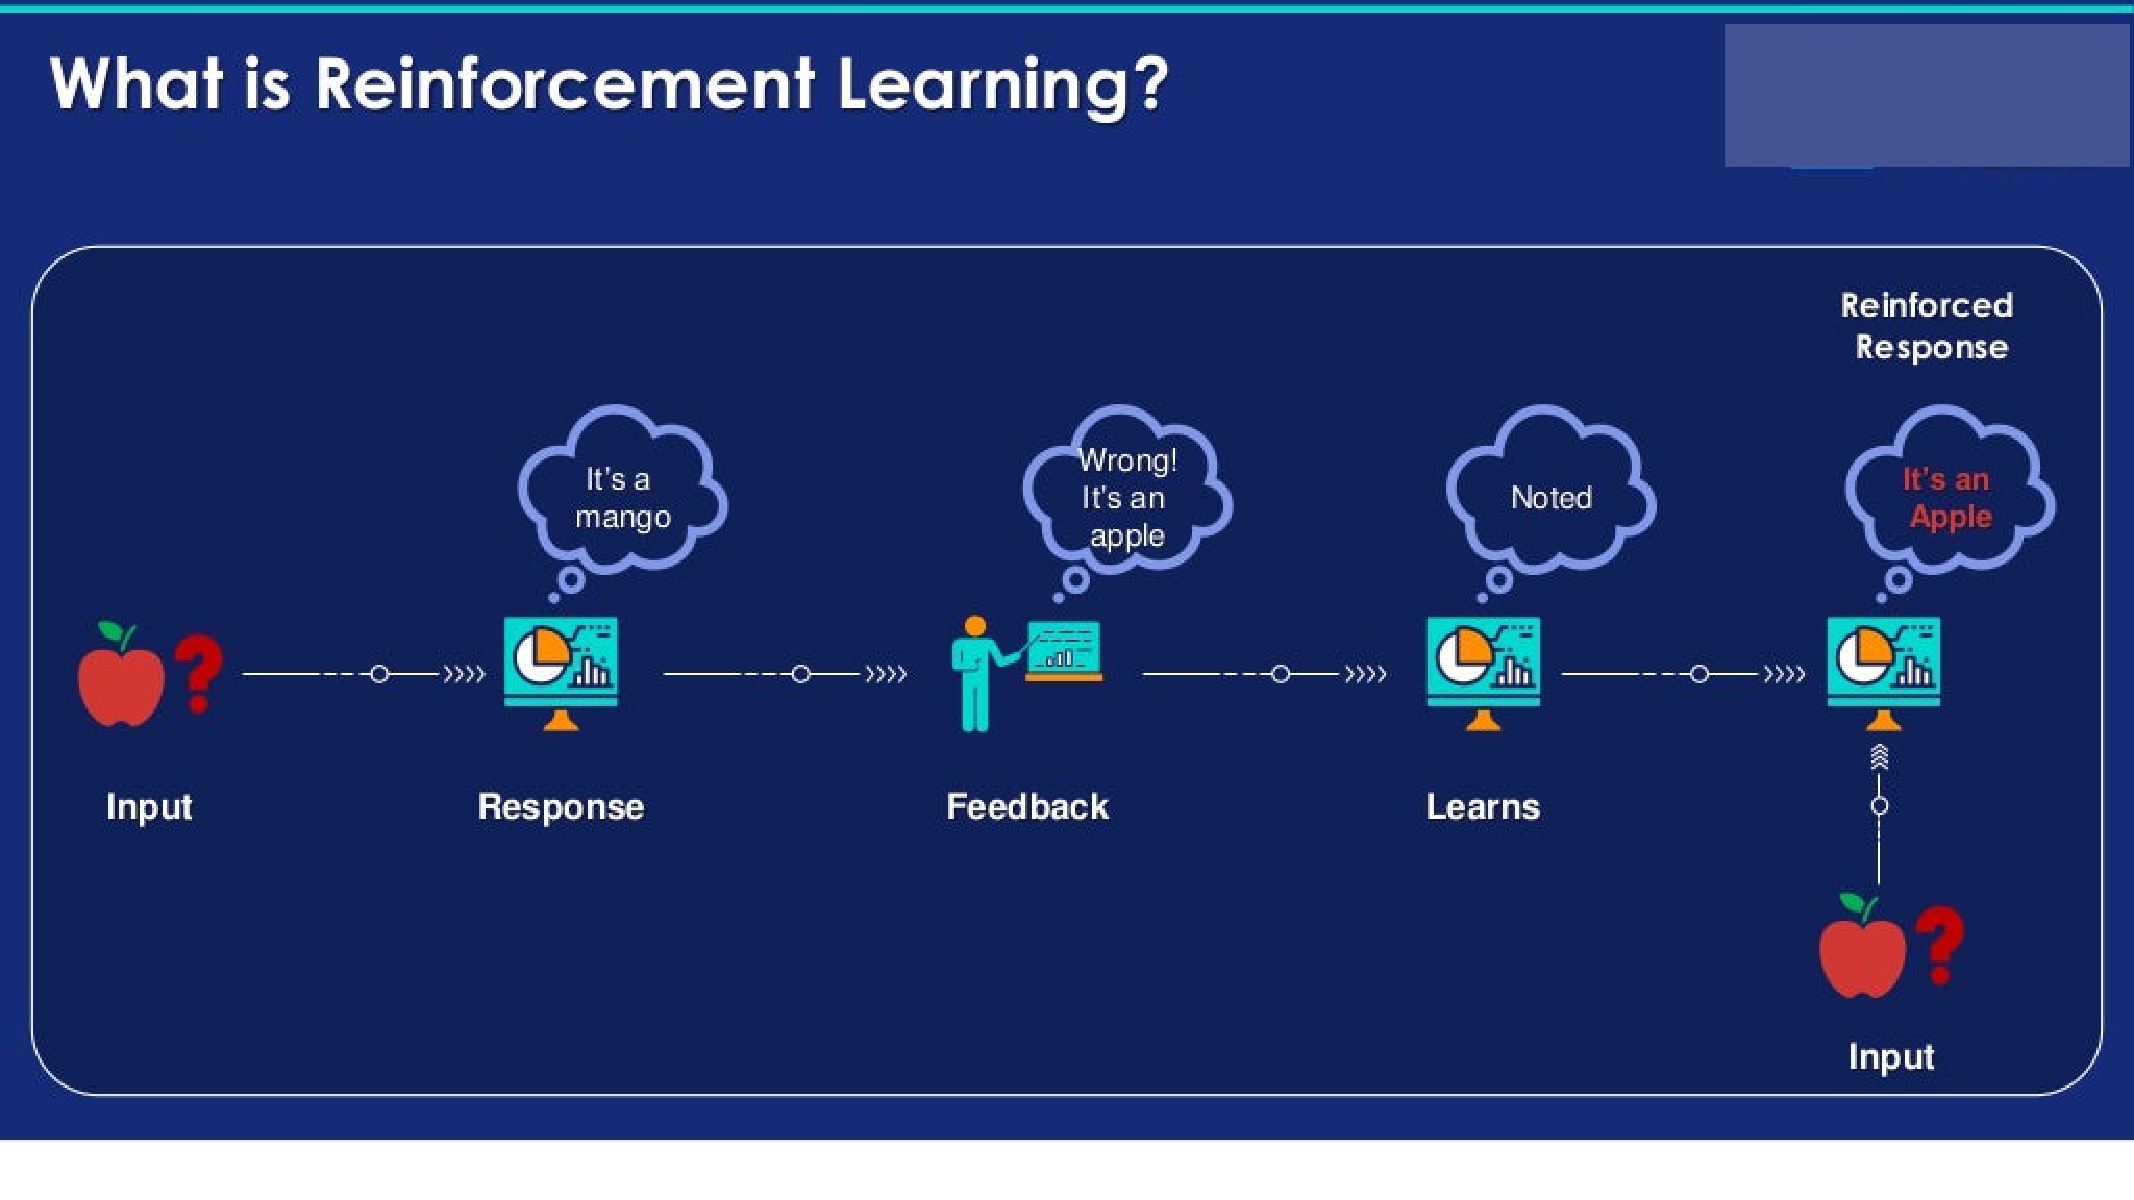 What is Reinforcement Learning?
Reinforced
Response
It's a
mango
Wrong!
It's an
apple
Noted
It's an
Apple
?
Input
Response
Feedback
Learns
?
Input